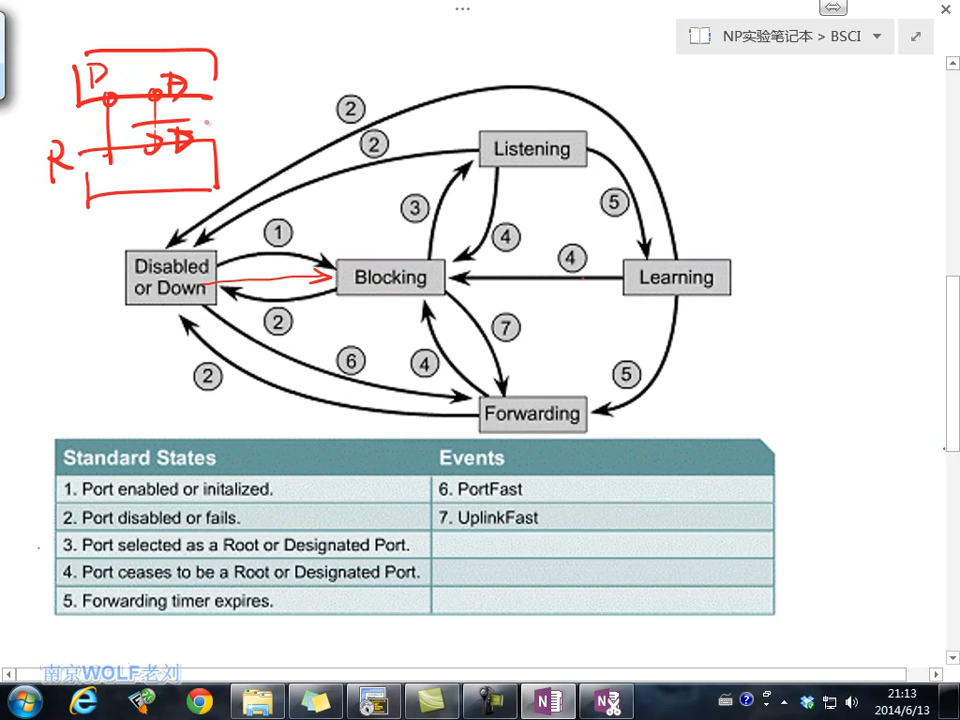 NP实验笔记本 > BSCI
D
D
D
R
2
2
Listening
3
5
1
4
4
Disabled
or Down
Blocking
Learning
2
7
6
4
2
5
Forwarding
Standard States
Events
1. Port enabled or initalized.
6. PortFast
2. Port disabled or fails.
7. UplinkFast
3. Port selected as a Root or Designated Port.
4. Port ceases to be a Root or Designated Port.
5. Forwarding timer expires.
南京WOLF老刘
21:13
2014/6/13